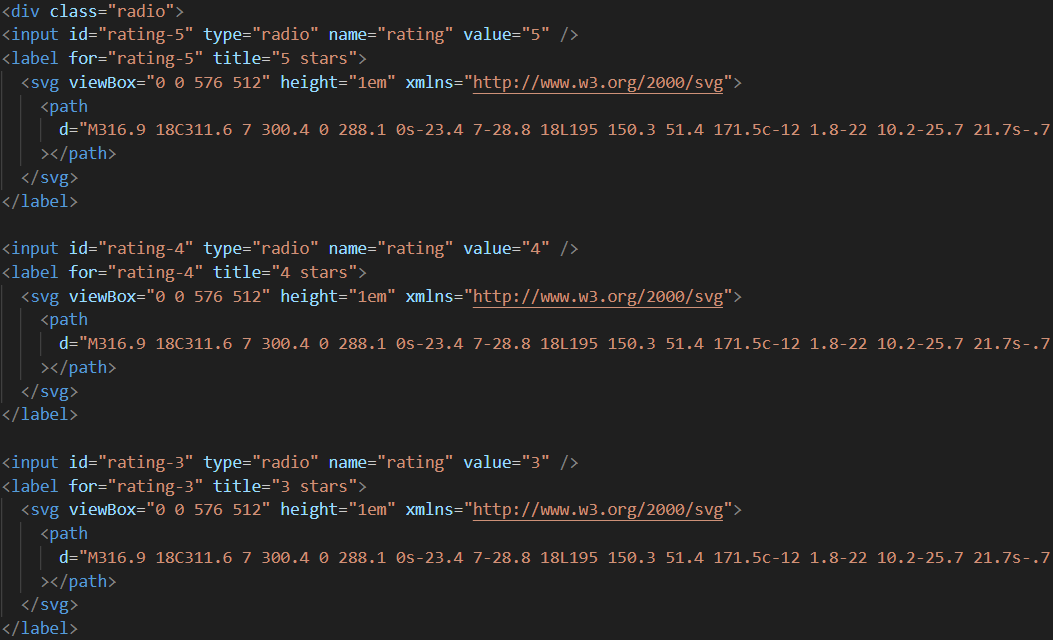 <div class="radio">
<input id="rating-5" type="radio" name="rating" value="5" />
<label for="rating-5" title="5 stars">
  <svg viewBox="0 0 576 512" height="1em" xmlns="http://www.w3.org/2000/svg">
    <path
      d="M316.9 18C311.6 7 300.4 0 288.1 0s-23.4 7-28.8 18L195 150.3 51.4 171.5c-12 1.8-22 10.2-25.7 21.7s-.7
    ></path>
  </svg>
</label>

<input id="rating-4" type="radio" name="rating" value="4" />
<label for="rating-4" title="4 stars">
  <svg viewBox="0 0 576 512" height="1em" xmlns="http://www.w3.org/2000/svg">
    <path
      d="M316.9 18C311.6 7 300.4 0 288.1 0s-23.4 7-28.8 18L195 150.3 51.4 171.5c-12 1.8-22 10.2-25.7 21.7s-.7
    ></path>
  </svg>
</label>

<input id="rating-3" type="radio" name="rating" value="3" />
<label for="rating-3" title="3 stars">
  <svg viewBox="0 0 576 512" height="1em" xmlns="http://www.w3.org/2000/svg">
    <path
      d="M316.9 18C311.6 7 300.4 0 288.1 0s-23.4 7-28.8 18L195 150.3 51.4 171.5c-12 1.8-22 10.2-25.7 21.7s-.7
    ></path>
  </svg>
</label>